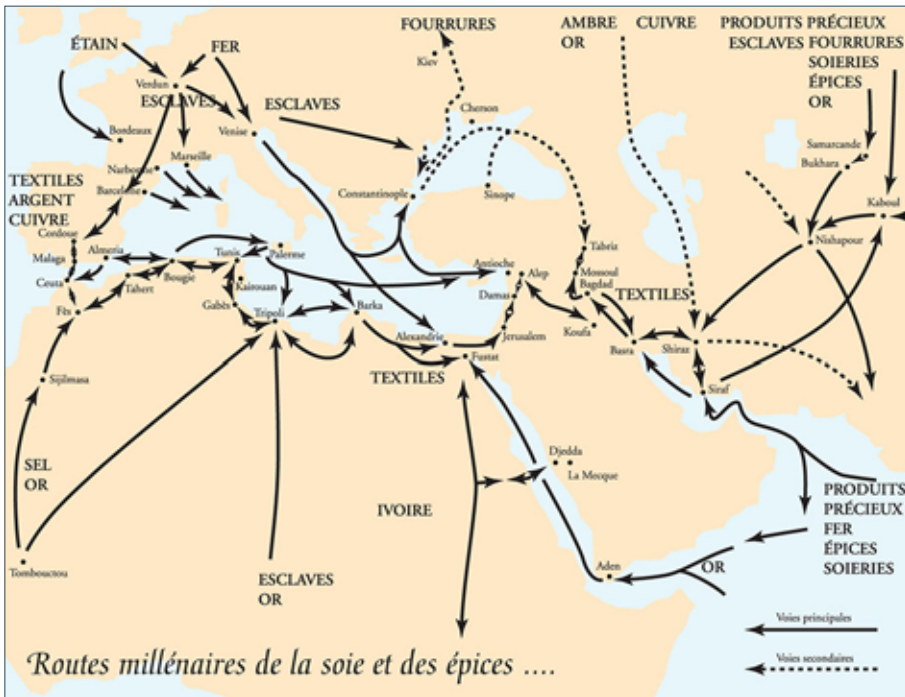 FOURRURES
AMBRE
OR
CUIVRE
PRODUITS PRÉCIEUX
ESCLAVES FOURRURES
SOIERIES
ÉPICES
OR
ÉTAIN
FER
Kiev
Verdun
ESCLAVES
ESCLAVES
Cherson
Bordeaux
Venise
Samarcande
Bukhara
Narbonne
Marseille
TEXTILES
ARGENT
CUIVRE
Barcelone
Constantinople
Sinope
Kaboul
Cordoue
Nishapour
Malaga
Almeria
Tunis
Palerme
Tabriz
Ceuta
Tahert
Bougie
Kairouan
Antioche
Alep
Mossoul
Bagdad
TEXTILES
Fès
Gabès
Tripoli
Barka
Damas
Koufa
Alexandrie
Jerusalem
Basra
Shiraz
Fustat
TEXTILES
Sijilmasa
Siraf
SEL
OR
Djedda
La Mecque
IVOIRE
PRODUITS
PRÉCIEUX
FER
ÉPICES
SOIERIES
Tombouctou
ESCLAVES
OR
Aden
OR
Voies principales
Voies secondaires
Routes millénaires de la soie et des épices ....